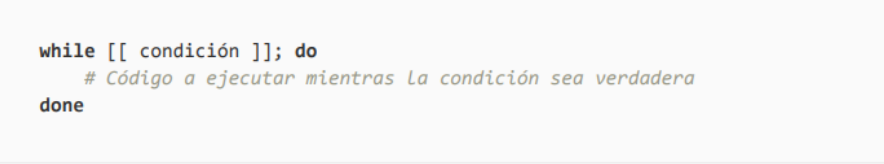 while [[ condición ]]; do
    # Código a ejecutar mientras la condición sea verdadera
done